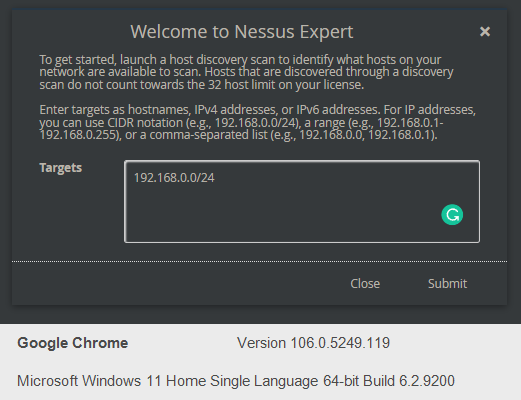 Welcome to Nessus Expert
To get started, launch a host discovery scan to identify what hosts on your
network are available to scan. Hosts that are discovered through a discovery
scan do not count towards the 32 host limit on your license.
Enter targets as hostnames, IPv4 addresses, or IPv6 addresses. For IP addresses,
you can use CIDR notation (e.g., 192.168.0.0/24), a range (e.g., 192.168.0.1-
192.168.0.255), or a comma-separated list (e.g., 192.168.0.0, 192.168.0.1).
Targets
192.168.0.0/24
Close Submit
Google Chrome Version 106.0.5249.119
Microsoft Windows 11 Home Single Language 64-bit Build 6.2.9200